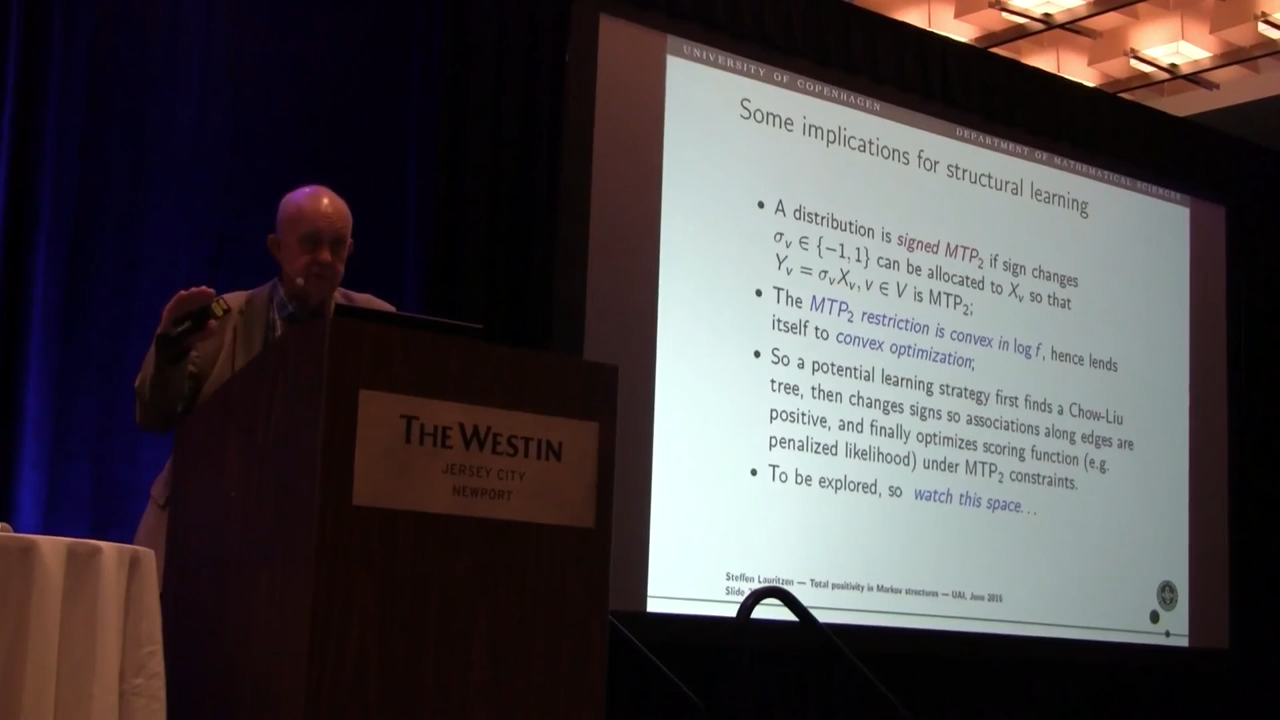 UNIVERSITY OF COPENHAGEN
DEPARTMENT OF MATHEMATICAL SCIENCES
Some implications for structural learning
• A distribution is signed MTP₂ if sign changes
σᵥ ∈ {−1, 1} can be allocated to Xᵥ so that
Yᵥ = σᵥXᵥ, v ∈ V is MTP₂;
• The MTP₂ restriction is convex in log f, hence lends
itself to convex optimization;
• So a potential learning strategy first finds a Chow-Liu
tree, then changes signs so associations along edges are
positive, and finally optimizes scoring function (e.g.
penalized likelihood) under MTP₂ constraints.
• To be explored, so watch this space...
Steffen Lauritzen — Total positivity in Markov structures — UAI, June 2016
Slide
THE WESTIN
JERSEY CITY
NEWPORT